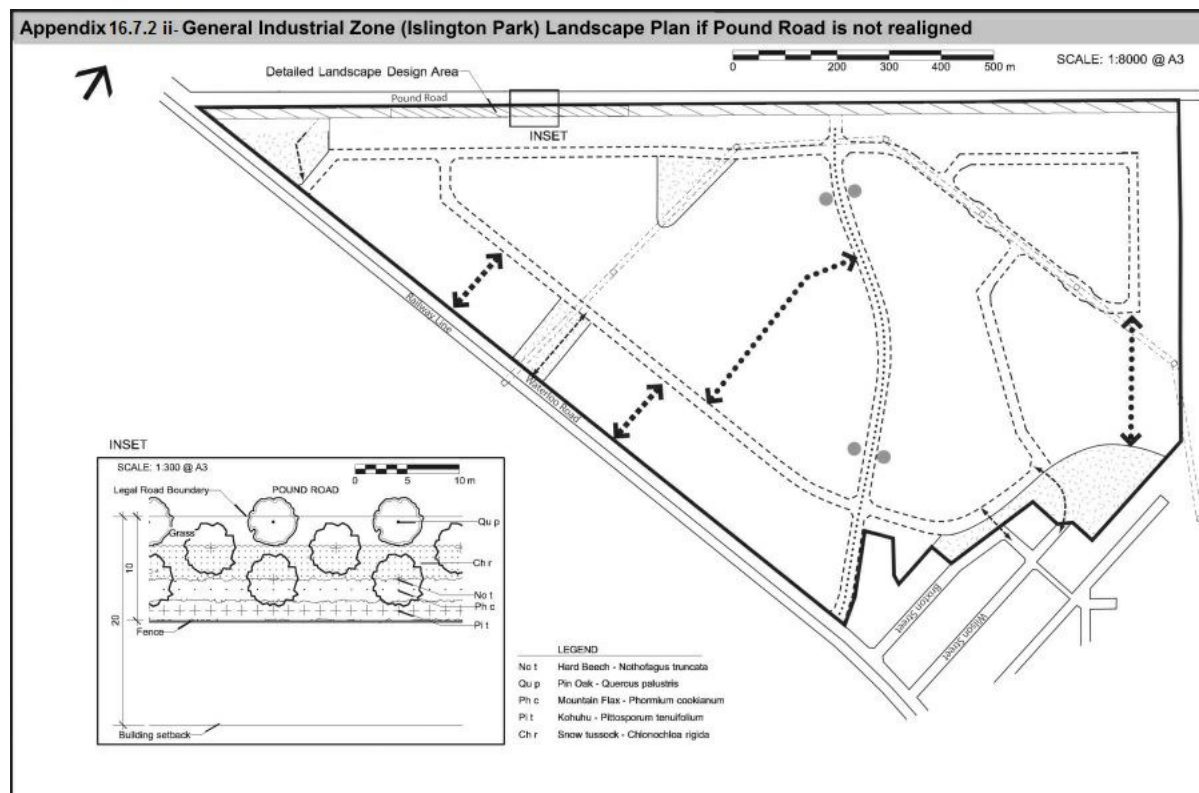 Appendix 16.7.2 ii- General Industrial Zone (Islington Park) Landscape Plan if Pound Road is not realigned
0 200 300 400 500 m
SCALE: 1:8000 @ A3
Detailed Landscape Design Area
Pound Road
INSET
Railway Line
Waterloo Road
Brixton Street
Wilson Street
INSET
SCALE: 1:300 @ A3
0 5 10 m
Legal Road Boundary
POUND ROAD
Qu p
Grass
Ch r
10
No t
Ph c
20
Pi t
Fence
Building setback
LEGEND
No t Hard Beech - Nothofagus truncata
Qu p Pin Oak - Quercus palustris
Ph c Mountain Flax - Phormium cookianum
Pi t Kohuhu - Pittosporum tenuifolium
Ch r Snow tussock - Chionochloa rigida